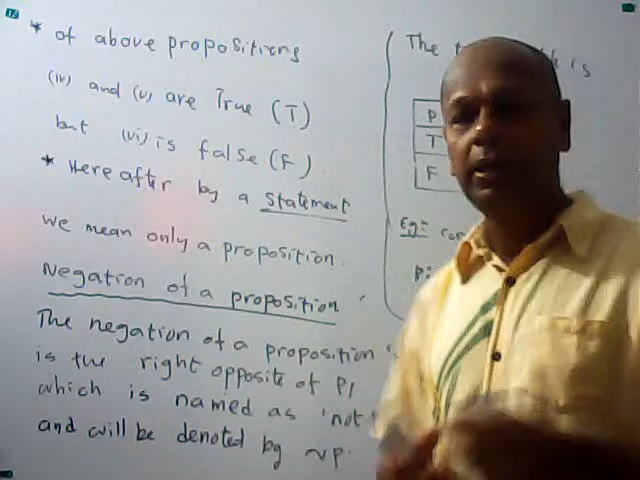 * of above propositions
(iv) and (v) are True (T)
but (vi) is false (F)
* Here after by a statement
we mean only a proposition.
Negation of a proposition
The negation of a proposition
is the right opposite of P,
which is named as 'not
and will be denoted by ~p.
The
is
P
T
F
Eg:-
P: